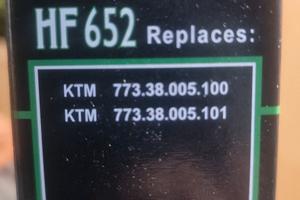 HF 652 Replaces:
KTM 773.38.005.100
KTM 773.38.005.101